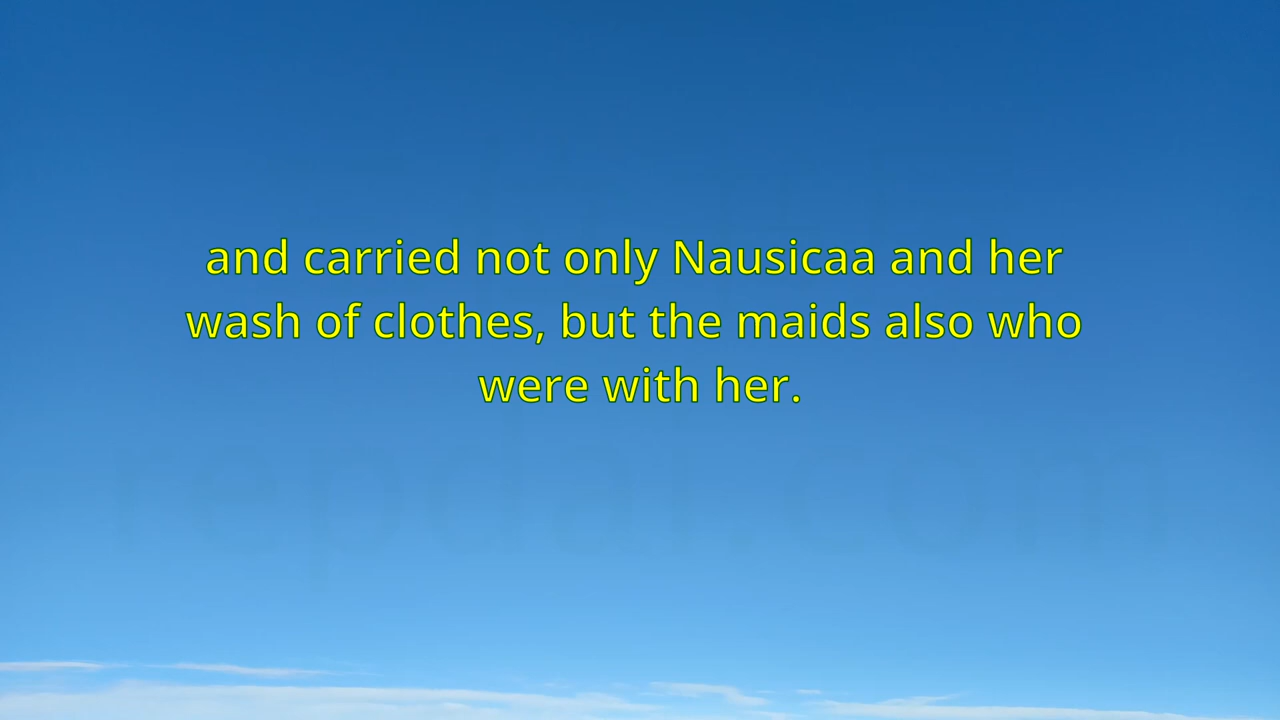 and carried not only Nausicaa and her
wash of clothes, but the maids also who
were with her.